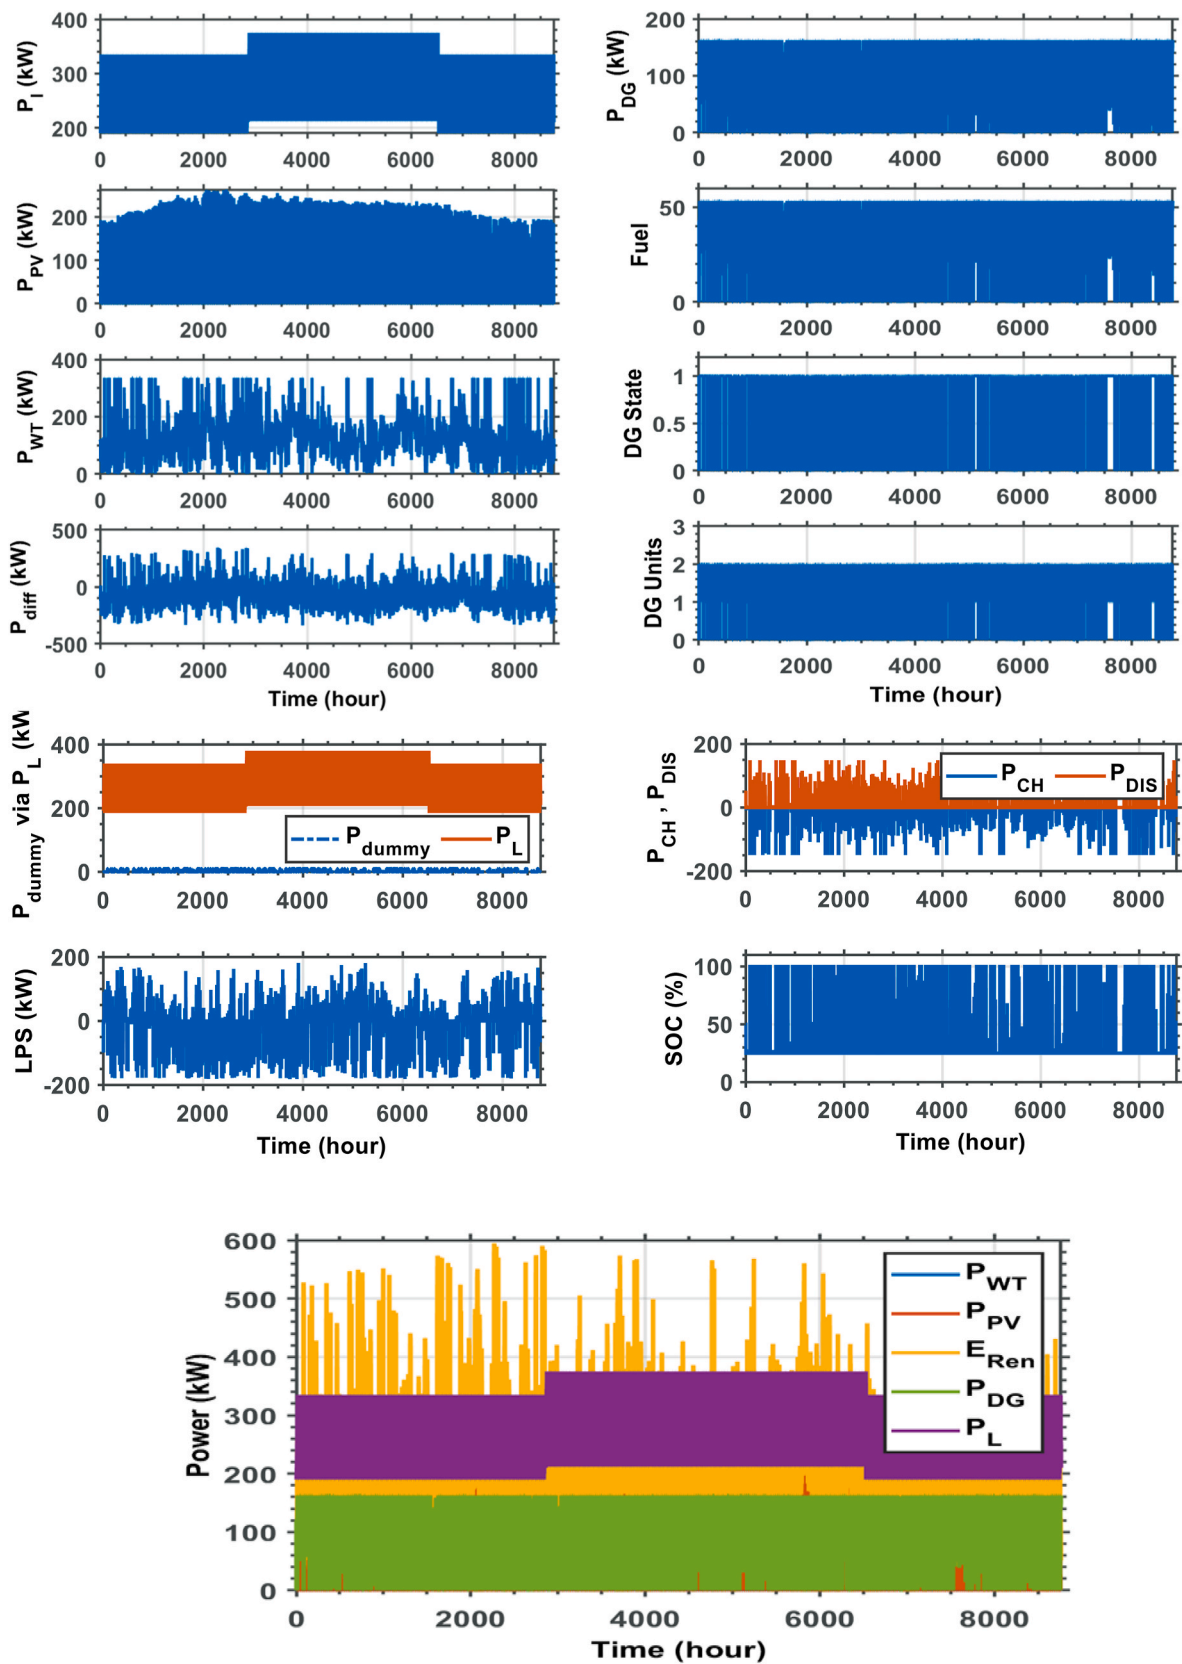 P_l (kW)
400
300
200
0 2000 4000 6000 8000
P_DG (kW)
200
100
0
0 2000 4000 6000 8000
P_PV (kW)
200
100
0
0 2000 4000 6000 8000
Fuel
50
0
0 2000 4000 6000 8000
P_WT (kW)
400
200
0
0 2000 4000 6000 8000
DG State
1
0.5
0
0 2000 4000 6000 8000
P_diff (kW)
500
0
-500
0 2000 4000 6000 8000
Time (hour)
DG Units
3
2
1
0
0 2000 4000 6000 8000
Time (hour)
P_dummy via P_L (kW
400
200
0
P_dummy P_L
0 2000 4000 6000 8000
P_CH , P_DIS
200
0
-200
P_CH P_DIS
0 2000 4000 6000 8000
LPS (kW)
200
0
-200
0 2000 4000 6000 8000
Time (hour)
SOC (%)
100
50
0
0 2000 4000 6000 8000
Time (hour)
Power (kW)
600
500
400
300
200
100
0
P_WT
P_PV
E_Ren
P_DG
P_L
0 2000 4000 6000 8000
Time (hour)